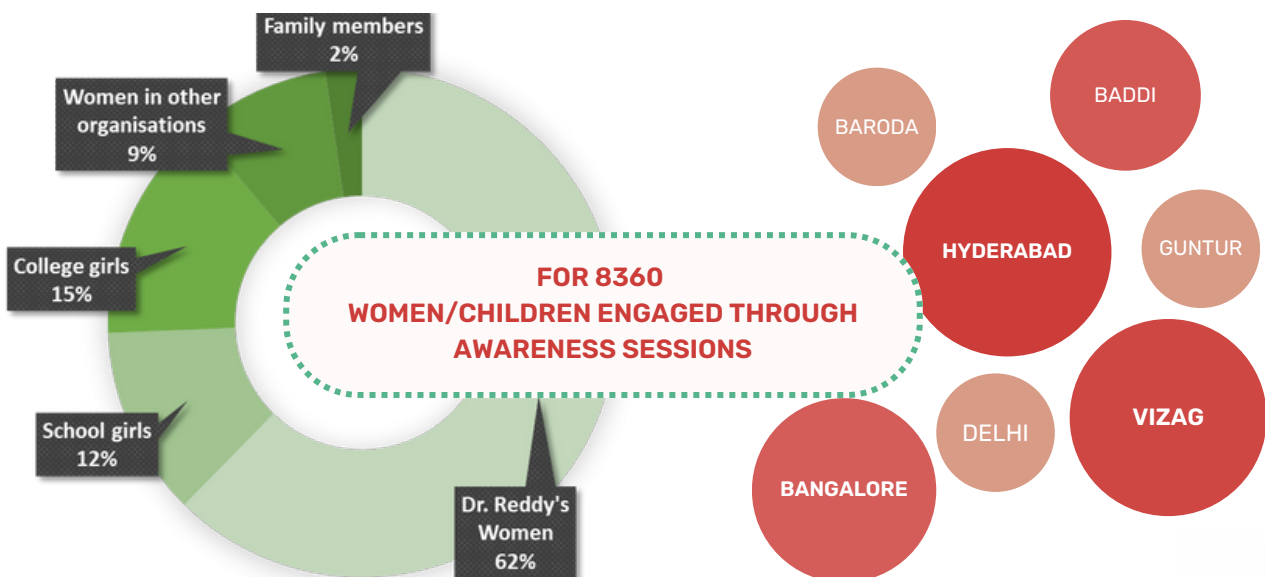 Family members
2%
Women in other
organisations
9%
College girls
15%
School girls
12%
Dr. Reddy's
Women
62%
FOR 8360
WOMEN/CHILDREN ENGAGED THROUGH
AWARENESS SESSIONS
BARODA
BADDI
HYDERABAD
GUNTUR
BANGALORE
DELHI
VIZAG